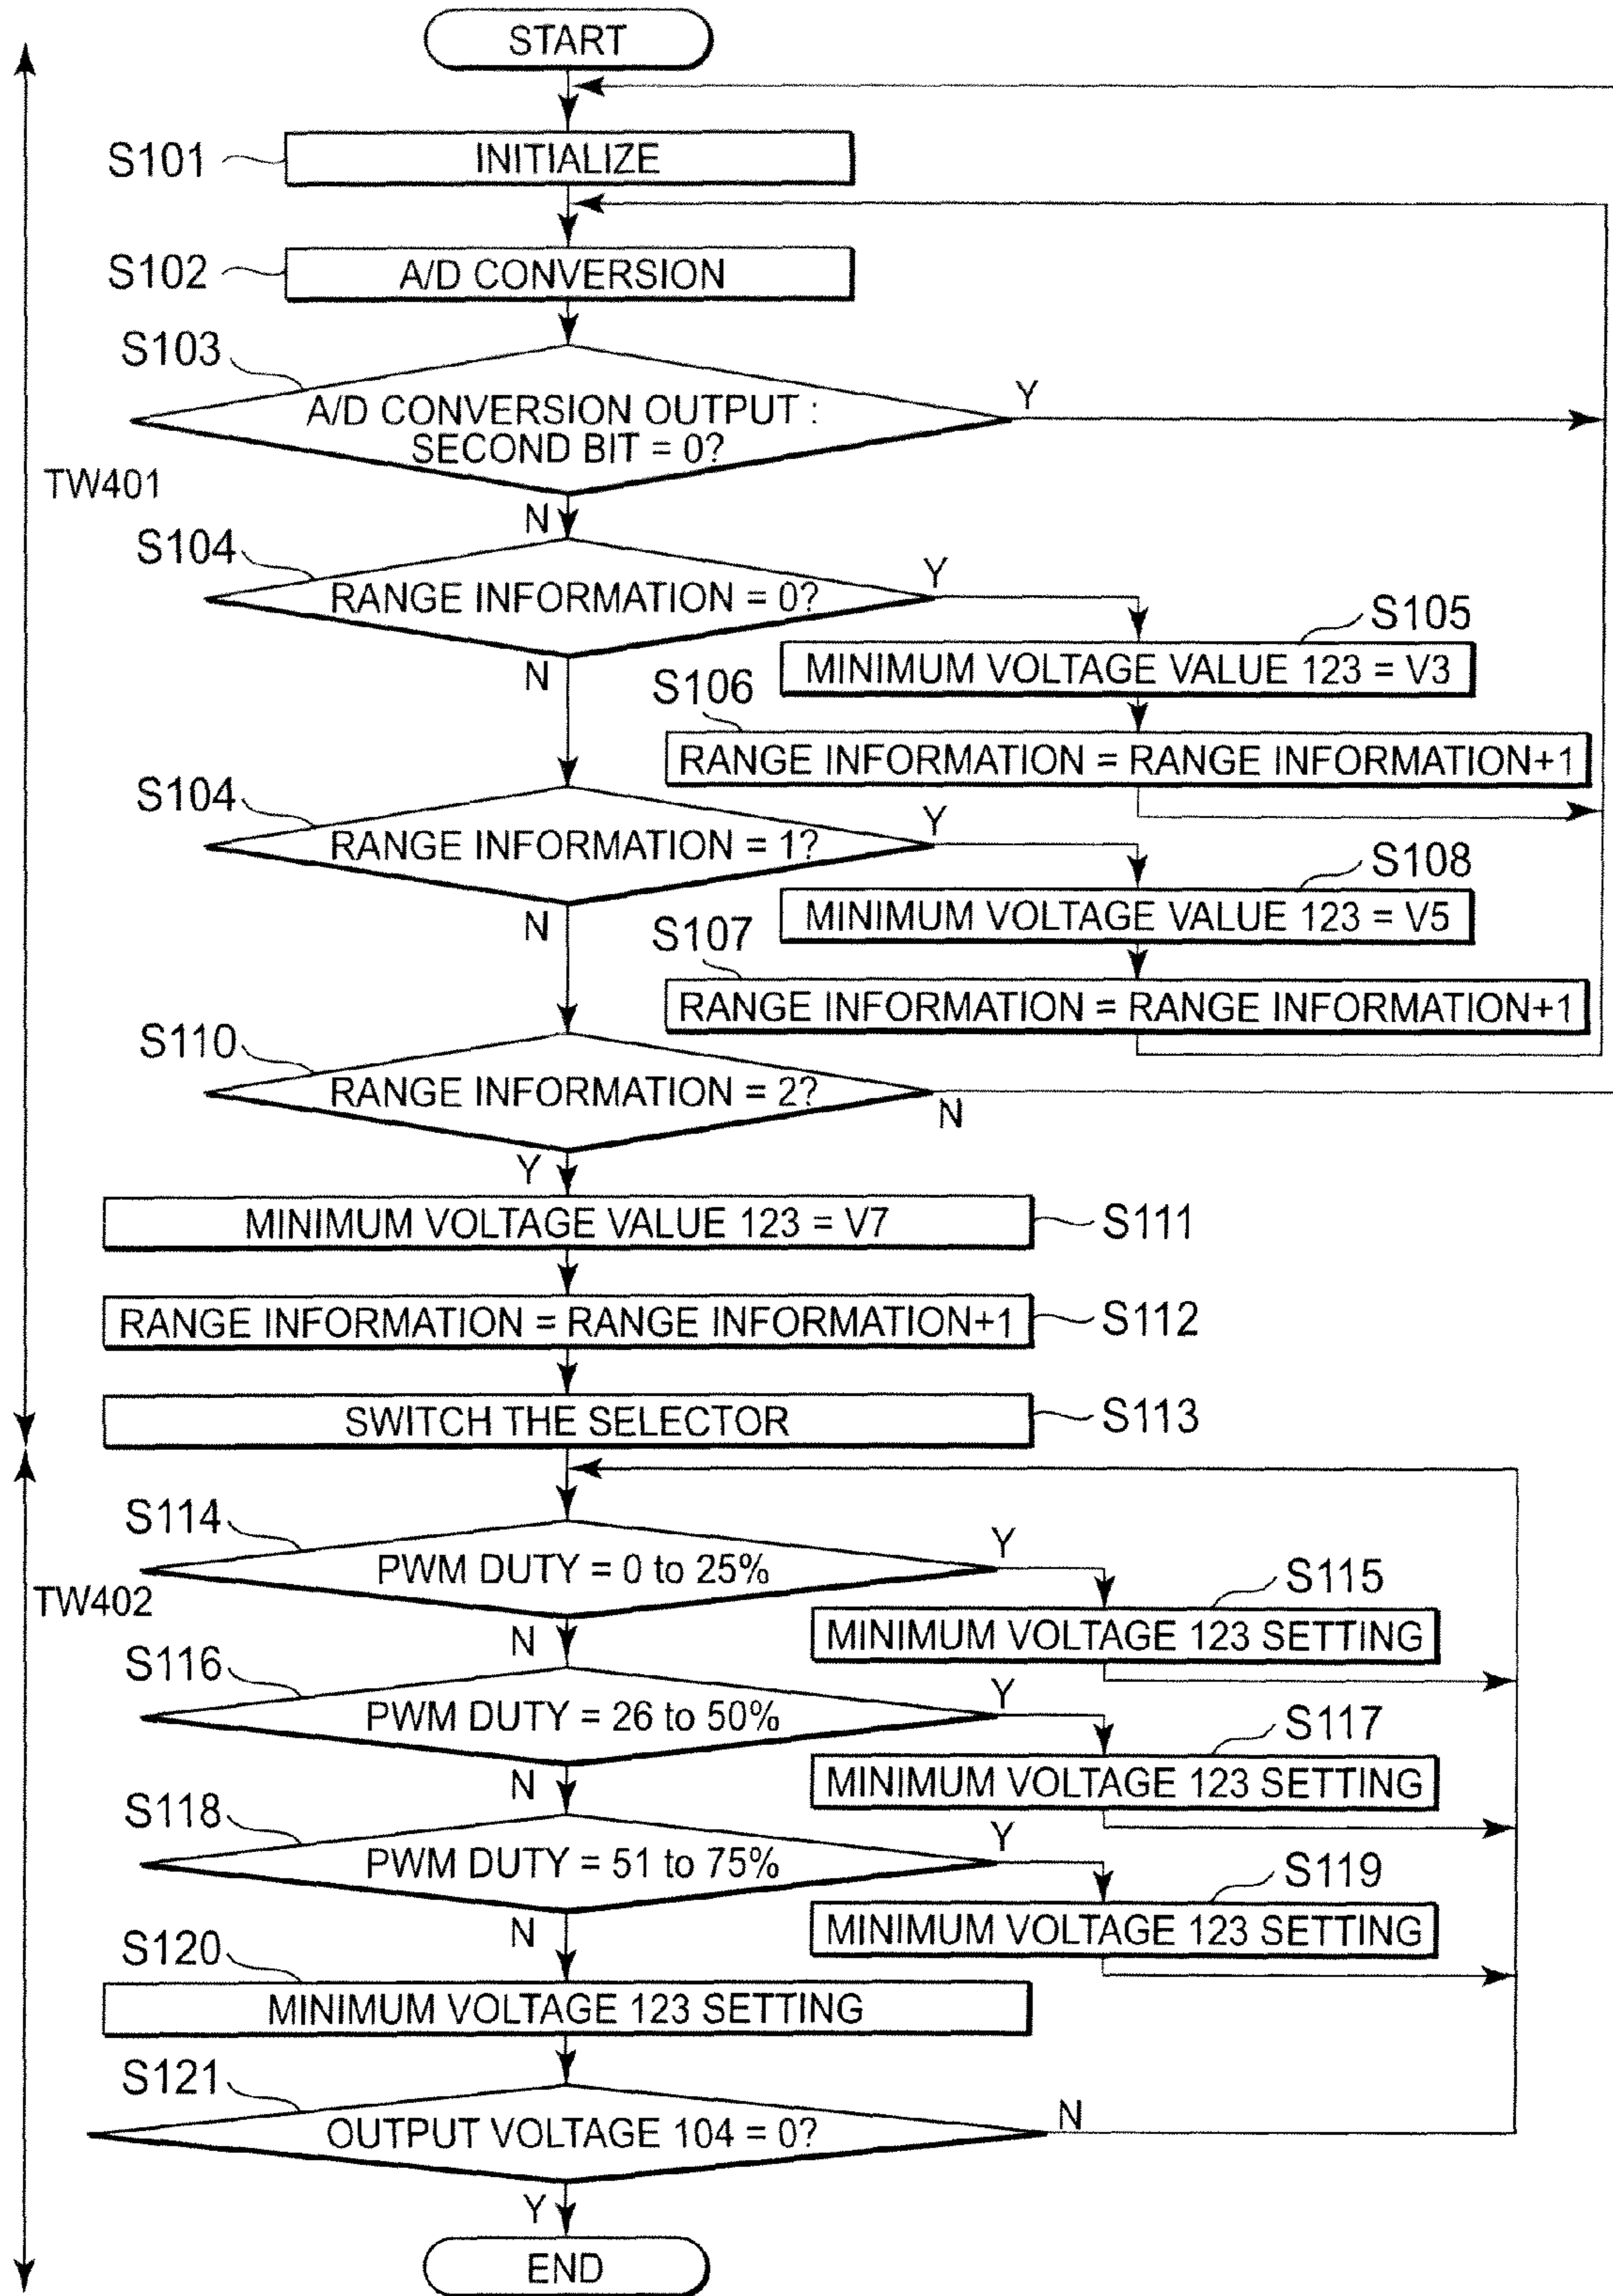 START
S101
INITIALIZE
S102
A/D CONVERSION
S103
A/D CONVERSION OUTPUT :
SECOND BIT = 0?
Y
TW401
N
S104
RANGE INFORMATION = 0?
Y
S105
MINIMUM VOLTAGE VALUE 123 = V3
N
S106
RANGE INFORMATION = RANGE INFORMATION+1
S104
RANGE INFORMATION = 1?
Y
S108
MINIMUM VOLTAGE VALUE 123 = V5
N
S107
RANGE INFORMATION = RANGE INFORMATION+1
S110
RANGE INFORMATION = 2?
N
Y
MINIMUM VOLTAGE VALUE 123 = V7
S111
RANGE INFORMATION = RANGE INFORMATION+1
S112
SWITCH THE SELECTOR
S113
S114
PWM DUTY = 0 to 25%
Y
S115
TW402
MINIMUM VOLTAGE 123 SETTING
N
S116
PWM DUTY = 26 to 50%
Y
S117
MINIMUM VOLTAGE 123 SETTING
N
S118
PWM DUTY = 51 to 75%
Y
S119
MINIMUM VOLTAGE 123 SETTING
N
S120
MINIMUM VOLTAGE 123 SETTING
S121
OUTPUT VOLTAGE 104 = 0?
N
Y
END